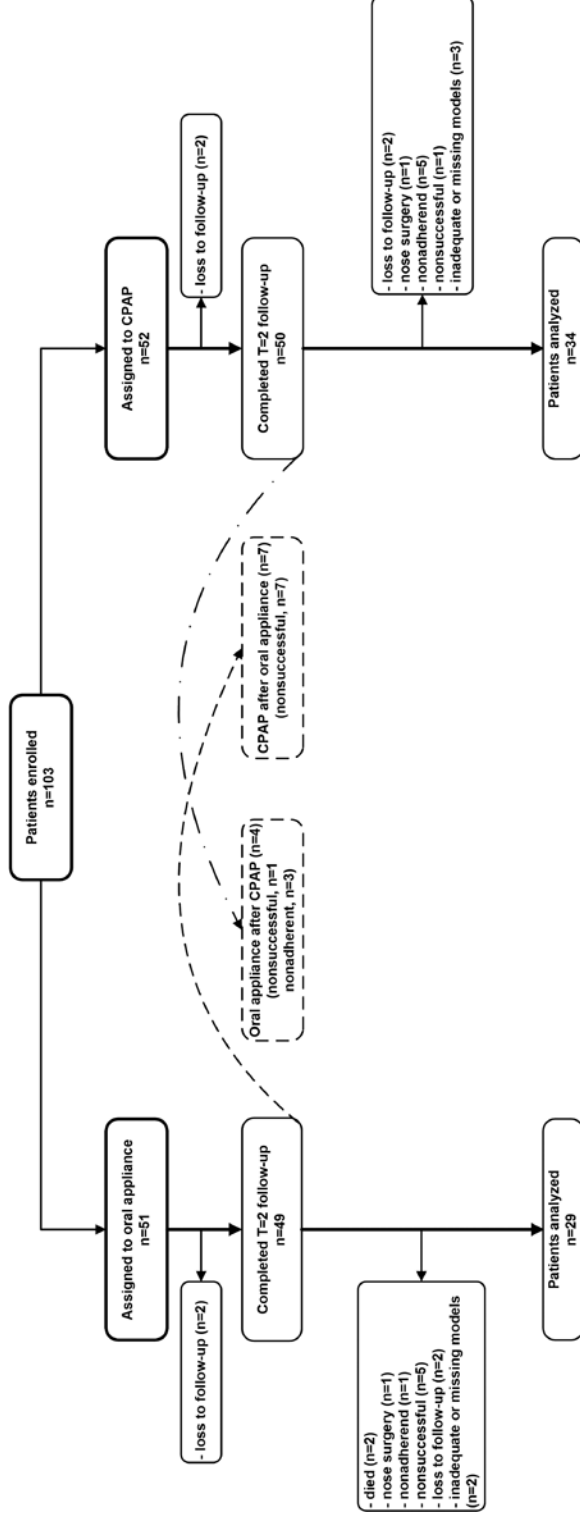 Patients enrolled
n=103
Assigned to oral appliance
n=51
Assigned to CPAP
n=52
- loss to follow-up (n=2)
- loss to follow-up (n=2)
Completed T=2 follow-up
n=49
Oral appliance after CPAP (n=4)
(nonsuccessful, n=1
nonadherent, n=3)
CPAP after oral appliance (n=7)
(nonsuccessful, n=7)
Completed T=2 follow-up
n=50
- died (n=2)
- nose surgery (n=1)
- nonadherend (n=1)
- nonsuccessful (n=5)
- loss to follow-up (n=2)
- inadequate or missing models
(n=2)
- loss to follow-up (n=2)
- nose surgery (n=1)
- nonadherend (n=5)
- nonsuccessful (n=1)
- inadequate or missing models (n=3)
Patients analyzed
n=29
Patients analyzed
n=34